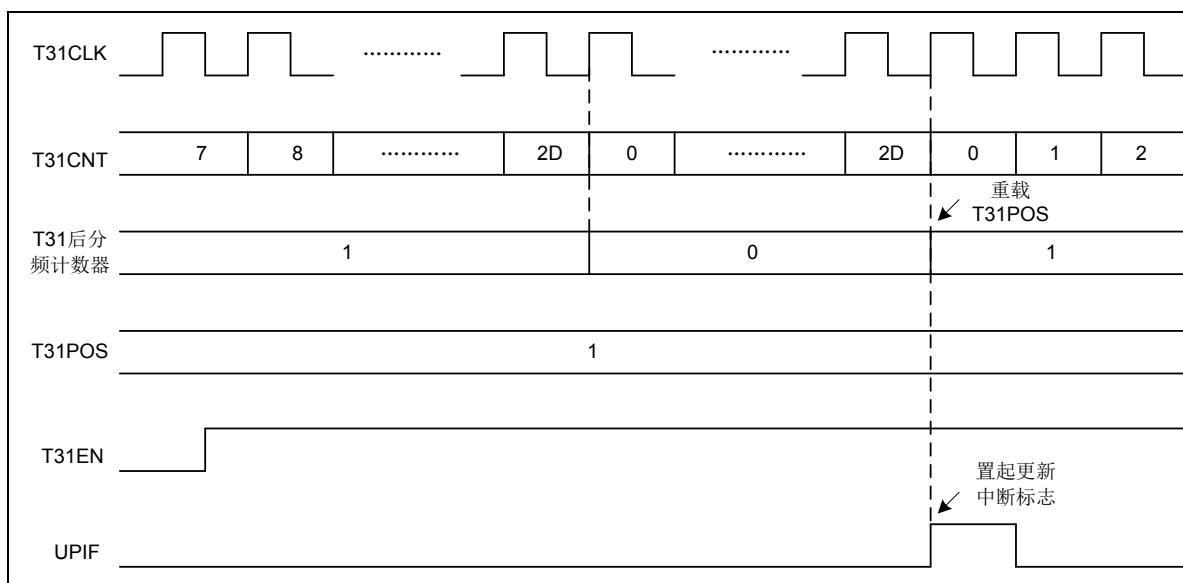 T31CLK
............
............
T31CNT
7
8
............
2D
0
............
2D
0
1
2
重载
T31POS
T31后分
频计数器
1
0
1
T31POS
1
T31EN
置起更新
中断标志
UPIF